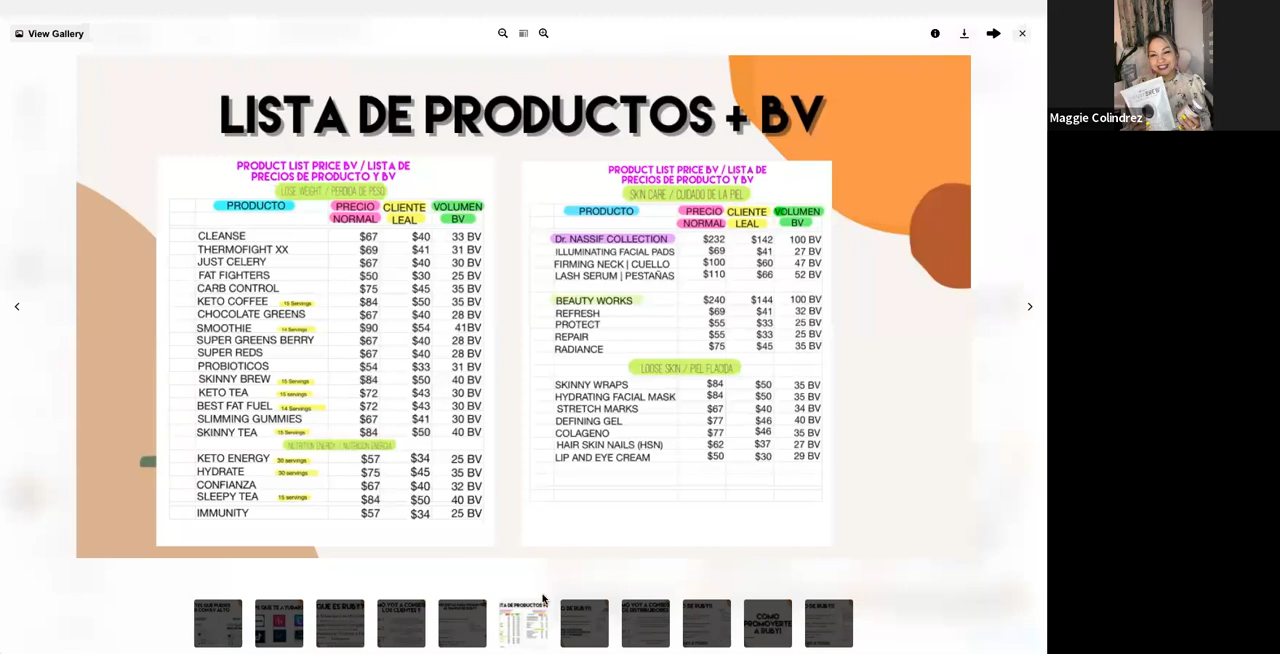 View Gallery
LISTA DE PRODUCTOS + BV
PRODUCT LIST PRICE BV / LISTA DE
PRECIOS DE PRODUCTO Y BV
LOSE WEIGHT / PERDIDA DE PESO
PRODUCTO PRECIO NORMAL CLIENTE LEAL VOLUMEN BV
CLEANSE $67 $40 33 BV
THERMOFIGHT XX $69 $41 31 BV
JUST CELERY $67 $40 30 BV
FAT FIGHTERS $50 $30 25 BV
CARB CONTROL $75 $45 35 BV
KETO COFFEE 15 Servings $84 $50 35 BV
CHOCOLATE GREENS $67 $40 28 BV
SMOOTHIE 14 Servings $90 $54 41BV
SUPER GREENS BERRY $67 $40 28 BV
SUPER REDS $67 $40 28 BV
PROBIOTICOS $54 $33 31 BV
SKINNY BREW 15 Servings $84 $50 40 BV
KETO TEA 15 servings $72 $43 30 BV
BEST FAT FUEL 14 Servings $72 $43 30 BV
SLIMMING GUMMIES $67 $41 30 BV
SKINNY TEA 15 Servings $84 $50 40 BV
NUTRITION ENERGY / NUTRICION ENERGIA
KETO ENERGY 30 servings $57 $34 25 BV
HYDRATE 30 servings $75 $45 35 BV
CONFIANZA $67 $40 32 BV
SLEEPY TEA 15 servings $84 $50 40 BV
IMMUNITY $57 $34 25 BV
PRODUCT LIST PRICE BV / LISTA DE
PRECIOS DE PRODUCTO Y BV
SKIN CARE / CUIDADO DE LA PIEL
PRODUCTO PRECIO NORMAL CLIENTE LEAL VOLUMEN BV
Dr. NASSIF COLLECTION $232 $142 100 BV
ILLUMINATING FACIAL PADS $69 $41 27 BV
FIRMING NECK | CUELLO $100 $60 47 BV
LASH SERUM | PESTAÑAS $110 $66 52 BV
BEAUTY WORKS $240 $144 100 BV
REFRESH $69 $41 32 BV
PROTECT $55 $33 25 BV
REPAIR $55 $33 25 BV
RADIANCE $75 $45 35 BV
LOOSE SKIN / PIEL FLACIDA
SKINNY WRAPS $84 $50 35 BV
HYDRATING FACIAL MASK $84 $50 35 BV
STRETCH MARKS $67 $40 34 BV
DEFINING GEL $77 $46 40 BV
COLAGENO $77 $46 35 BV
HAIR SKIN NAILS (HSN) $62 $37 27 BV
LIP AND EYE CREAM $50 $30 29 BV
Maggie Colindrez
BREW
QUE ES RUBY?
COMO
PROMOVERTE
A RUBY!